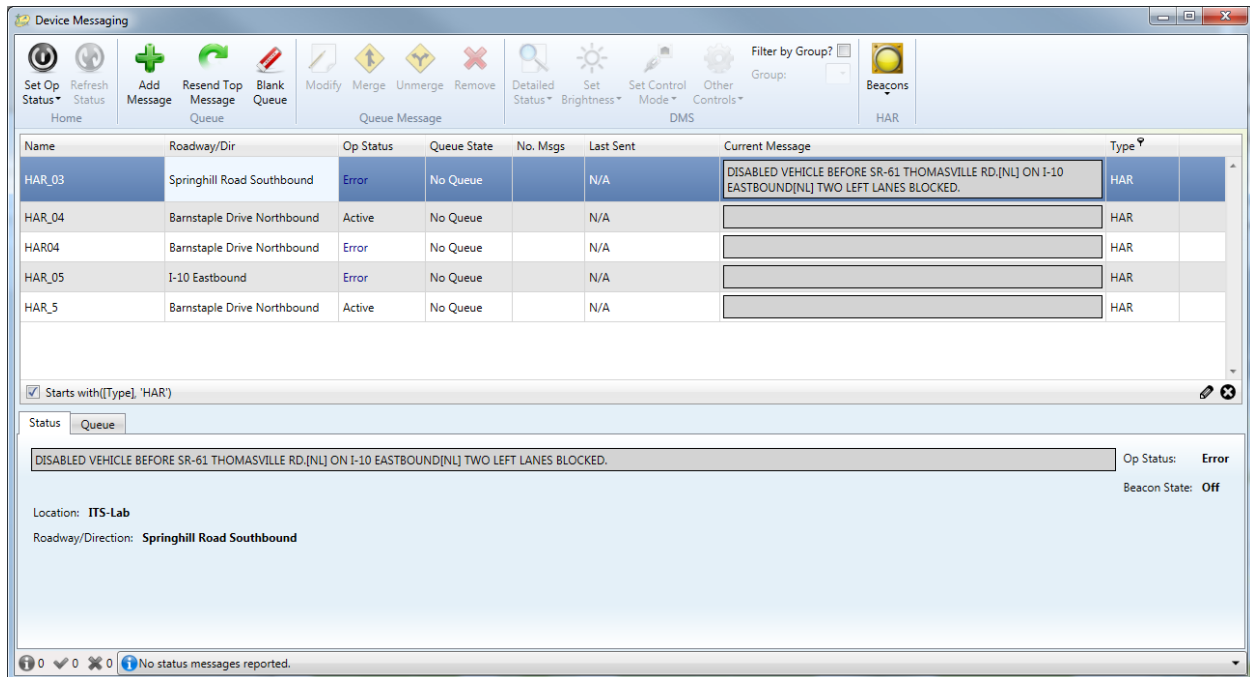 Device Messaging
Set Op Status
Refresh Status
Add Message
Resend Top Message
Blank Queue
Modify
Merge
Unmerge
Remove
Detailed Status
Set Brightness
Set Control Mode
Other Controls
Filter by Group?
Group:
Beacons
Home
Queue
Queue Message
DMS
HAR
Name Roadway/Dir Op Status Queue State No. Msgs Last Sent Current Message Type
HAR_03 Springhill Road Southbound Error No Queue N/A DISABLED VEHICLE BEFORE SR-61 THOMASVILLE RD.[NL] ON I-10 EASTBOUND[NL] TWO LEFT LANES BLOCKED. HAR
HAR_04 Barnstaple Drive Northbound Active No Queue N/A HAR
HAR04 Barnstaple Drive Northbound Error No Queue N/A HAR
HAR_05 I-10 Eastbound Error No Queue N/A HAR
HAR_5 Barnstaple Drive Northbound Active No Queue N/A HAR
Starts with([Type], 'HAR')
Status Queue
DISABLED VEHICLE BEFORE SR-61 THOMASVILLE RD.[NL] ON I-10 EASTBOUND[NL] TWO LEFT LANES BLOCKED.
Op Status: Error
Beacon State: Off
Location: ITS-Lab
Roadway/Direction: Springhill Road Southbound
0 0 0 No status messages reported.